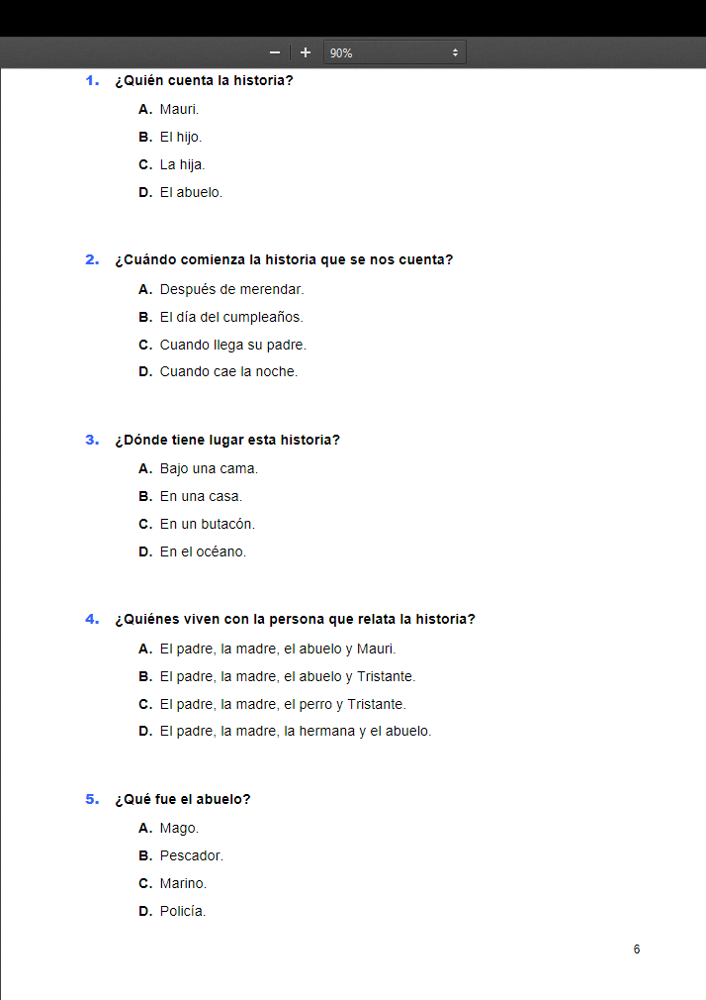 90%
1. ¿Quién cuenta la historia?
A. Mauri.
B. El hijo.
C. La hija.
D. El abuelo.
2. ¿Cuándo comienza la historia que se nos cuenta?
A. Después de merendar.
B. El día del cumpleaños.
C. Cuando llega su padre.
D. Cuando cae la noche.
3. ¿Dónde tiene lugar esta historia?
A. Bajo una cama.
B. En una casa.
C. En un butacón.
D. En el océano.
4. ¿Quiénes viven con la persona que relata la historia?
A. El padre, la madre, el abuelo y Mauri.
B. El padre, la madre, el abuelo y Tristante.
C. El padre, la madre, el perro y Tristante.
D. El padre, la madre, la hermana y el abuelo.
5. ¿Qué fue el abuelo?
A. Mago.
B. Pescador.
C. Marino.
D. Policía.
6